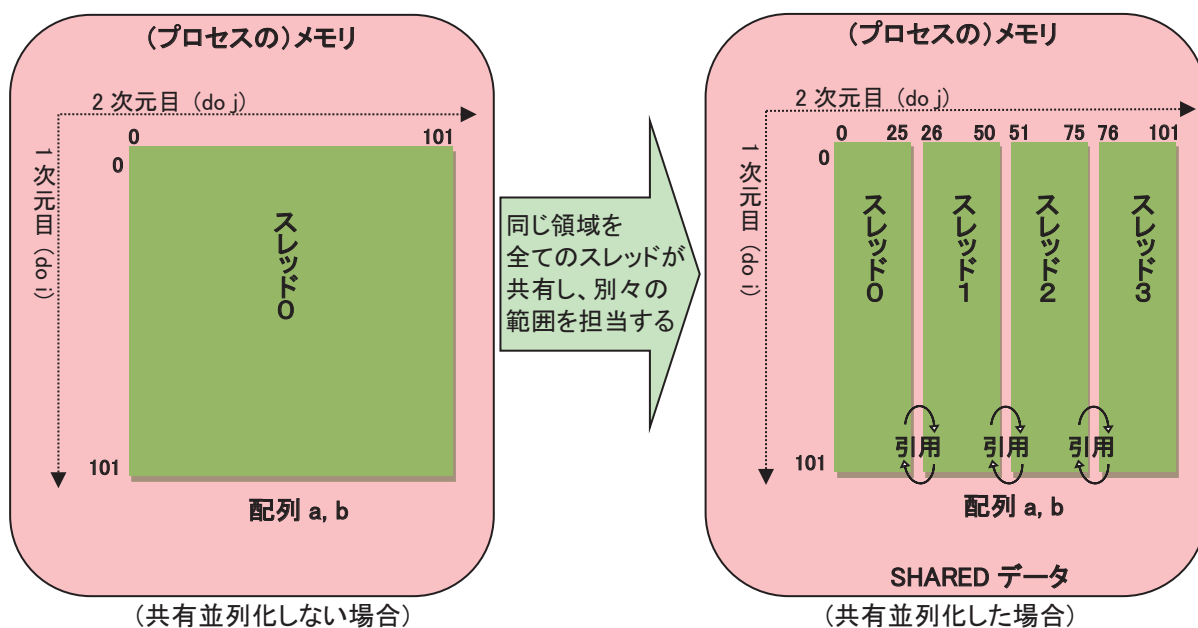 (プロセスの)メモリ
2 次元目 (do j)
1次元目 (do i)
0
101
0
スレッド0
101
配列 a, b
(共有並列化しない場合)
同じ領域を
全てのスレッドが
共有し、別々の
範囲を担当する
(プロセスの)メモリ
2 次元目 (do j)
1次元目 (do i)
0 25 26 50 51 75 76 101
0
スレッド0
スレッド1
スレッド2
スレッド3
引用 引用 引用
101
配列 a, b
SHARED データ
(共有並列化した場合)